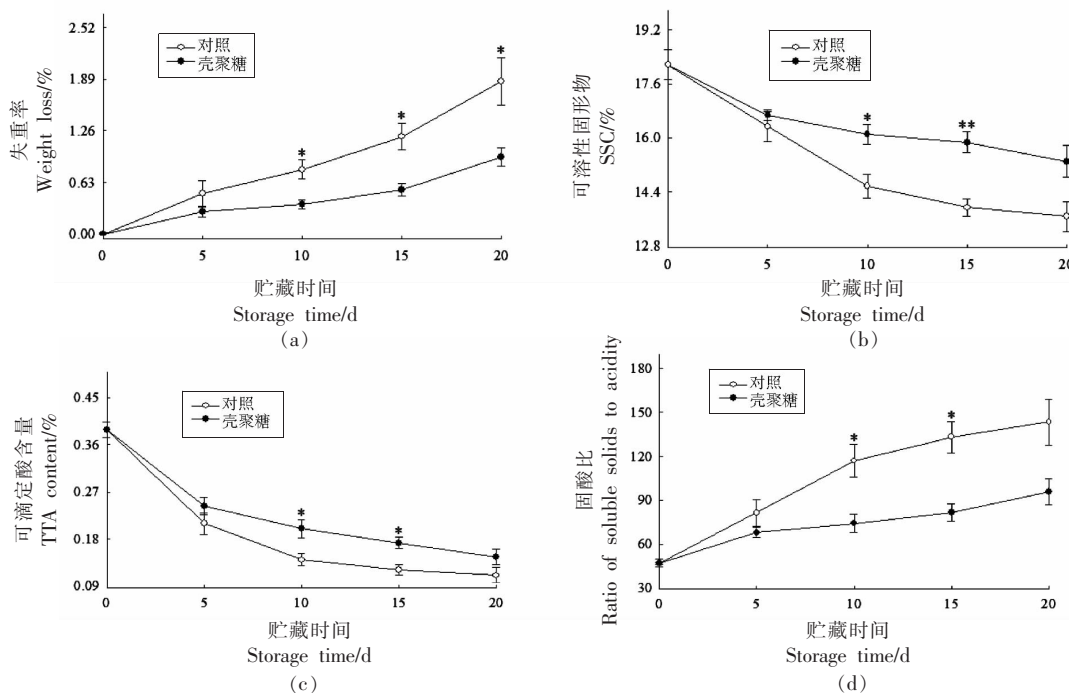 2.52
1.89
1.26
0.63
0.00
失重率
Weight loss/%
对照
壳聚糖
*
*
*
0
5
10
15
20
贮藏时间
Storage time/d
(a)
19.2
17.6
16.0
14.4
12.8
可溶性固形物
SSC/%
对照
壳聚糖
*
**
0
5
10
15
20
贮藏时间
Storage time/d
(b)
0.45
0.36
0.27
0.18
0.09
可滴定酸含量
TTA content/%
对照
壳聚糖
*
*
0
5
10
15
20
贮藏时间
Storage time/d
(c)
180
150
120
90
60
30
固酸比
Ratio of soluble solids to acidity
对照
壳聚糖
*
*
0
5
10
15
20
贮藏时间
Storage time/d
(d)